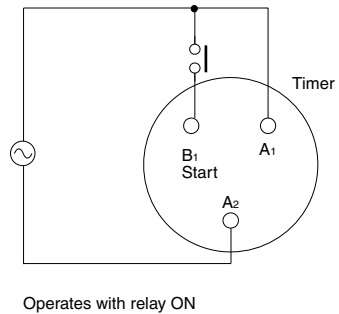 Timer
B1
Start
A1
A2
Operates with relay ON